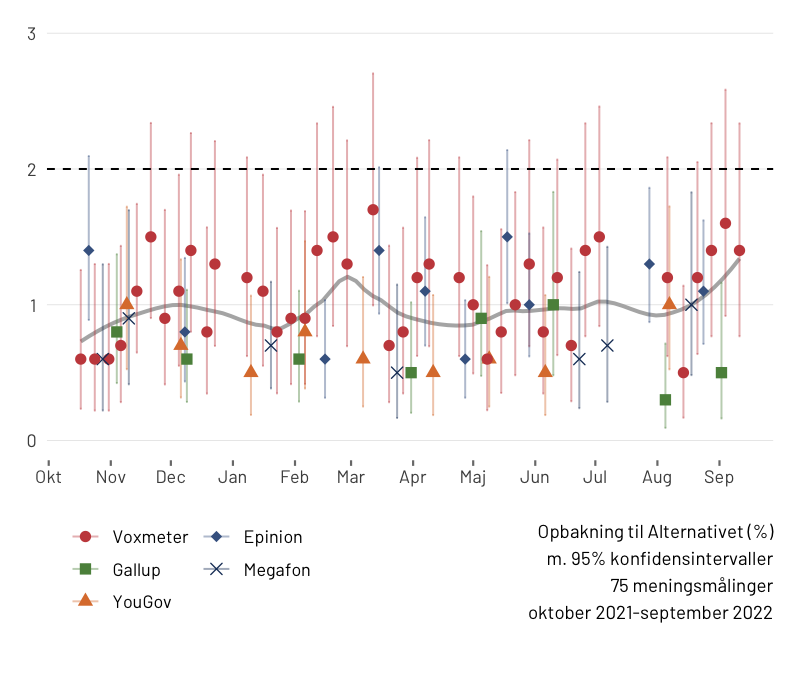 3
2
1
0
Okt Nov Dec Jan Feb Mar Apr Maj Jun Jul Aug Sep
Voxmeter Epinion
Gallup Megafon
YouGov
Opbakning til Alternativet (%)
m. 95% konfidensintervaller
75 meningsmålinger
oktober 2021-september 2022